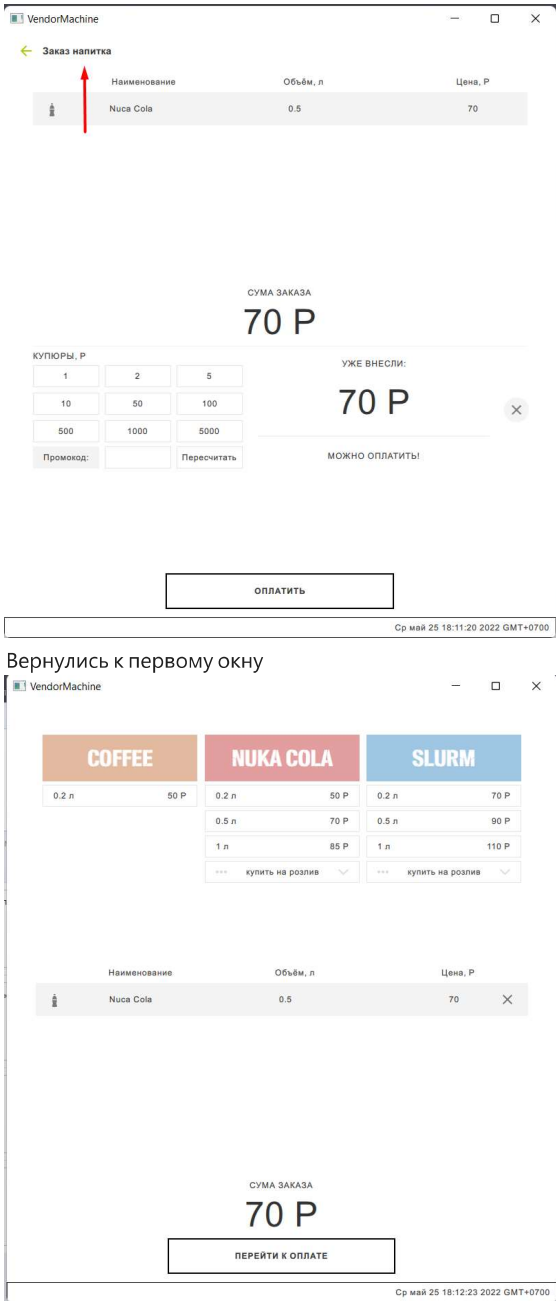 VendorMachine
Заказ напитка
Наименование Объём, л Цена, Р
Nuca Cola 0.5 70
СУМА ЗАКАЗА
70 Р
КУПЮРЫ, Р
УЖЕ ВНЕСЛИ:
1 2 5
10 50 100
70 Р
500 1000 5000
Промокод: Пересчитать
МОЖНО ОПЛАТИТЬ!
ОПЛАТИТЬ
Ср май 25 18:11:20 2022 GMT+0700
Вернулись к первому окну
VendorMachine
COFFEE NUKA COLA SLURM
0.2 л 50 Р 0.2 л 50 Р 0.2 л 70 Р
0.5 л 70 Р 0.5 л 90 Р
1 л 85 Р 1 л 110 Р
купить на розлив купить на розлив
Наименование Объём, л Цена, Р
Nuca Cola 0.5 70
СУМА ЗАКАЗА
70 Р
ПЕРЕЙТИ К ОПЛАТЕ
Ср май 25 18:12:23 2022 GMT+0700